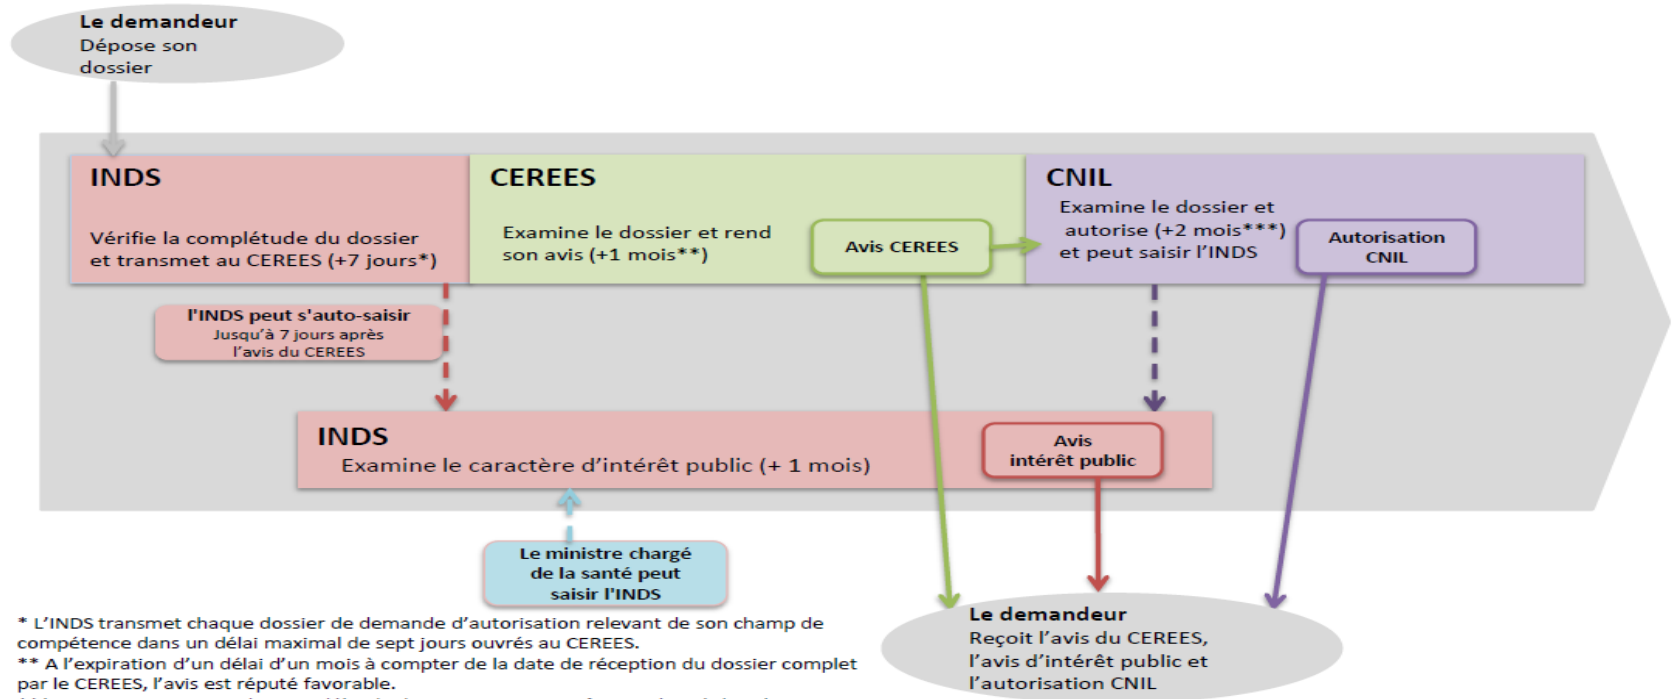 Le demandeur
Dépose son
dossier
INDS
Vérifie la complétude du dossier
et transmet au CEREES (+7 jours*)
CEREES
Examine le dossier et rend
son avis (+1 mois**)
Avis CEREES
CNIL
Examine le dossier et
autorise (+2 mois***)
et peut saisir l'INDS
Autorisation
CNIL
l'INDS peut s'auto-saisir
Jusqu'à 7 jours après
l'avis du CEREES
INDS
Examine le caractère d'intérêt public (+ 1 mois)
Avis
intérêt public
Le ministre chargé
de la santé peut
saisir l'INDS
Le demandeur
Reçoit l'avis du CEREES,
l'avis d'intérêt public et
l'autorisation CNIL
* L'INDS transmet chaque dossier de demande d'autorisation relevant de son champ de
compétence dans un délai maximal de sept jours ouvrés au CEREES.
** A l'expiration d'un délai d'un mois à compter de la date de réception du dossier complet
par le CEREES, l'avis est réputé favorable.